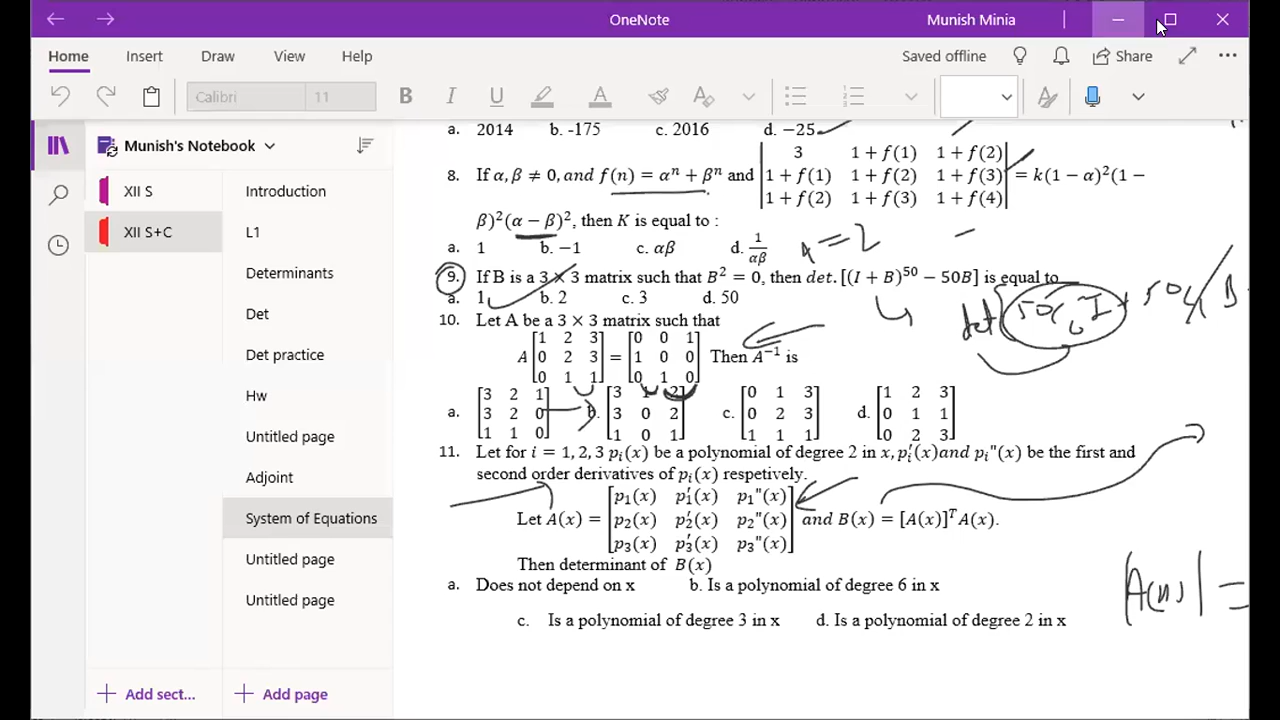 OneNote
Munish Minia
Home Insert Draw View Help
Saved offline
Share
Calibri 11 B I U A
Munish's Notebook
XII S
XII S+C
Introduction
L1
Determinants
Det
Det practice
Hw
Untitled page
Adjoint
System of Equations
Untitled page
Untitled page
Add sect...
Add page
a. 2014 b. -175 c. 2016 d. −25
8. If α, β ≠ 0, and f(n) = αⁿ + βⁿ and |3 1 + f(1) 1 + f(2)|
|1 + f(1) 1 + f(2) 1 + f(3)| = k(1 − α)²(1 −
|1 + f(2) 1 + f(3) 1 + f(4)|
β)²(α − β)², then K is equal to :
a. 1 b. −1 c. αβ d. 1/αβ
= 2
9. If B is a 3 × 3 matrix such that B² = 0, then det. [(I + B)⁵⁰ − 50B] is equal to
a. 1 b. 2 c. 3 d. 50
det
10. Let A be a 3 × 3 matrix such that
A [1 2 3] = [0 0 1]
[0 2 3] [1 0 0] Then A⁻¹ is
[0 1 1] [0 1 0]
a. [3 2 1] b. [3 1 2] c. [0 1 3] d. [1 2 3]
[3 2 0] [3 0 2] [0 2 3] [0 1 1]
[1 1 0] [1 0 1] [1 1 1] [0 2 3]
11. Let for i = 1, 2, 3 pᵢ(x) be a polynomial of degree 2 in x, pᵢ′(x)and pᵢ"(x) be the first and
second order derivatives of pᵢ(x) respetively.
Let A(x) = [p₁(x) p₁′(x) p₁"(x)]
[p₂(x) p₂′(x) p₂"(x)] and B(x) = [A(x)]ᵀA(x).
[p₃(x) p₃′(x) p₃"(x)]
Then determinant of B(x)
a. Does not depend on x b. Is a polynomial of degree 6 in x
|A(x)| =
c. Is a polynomial of degree 3 in x d. Is a polynomial of degree 2 in x